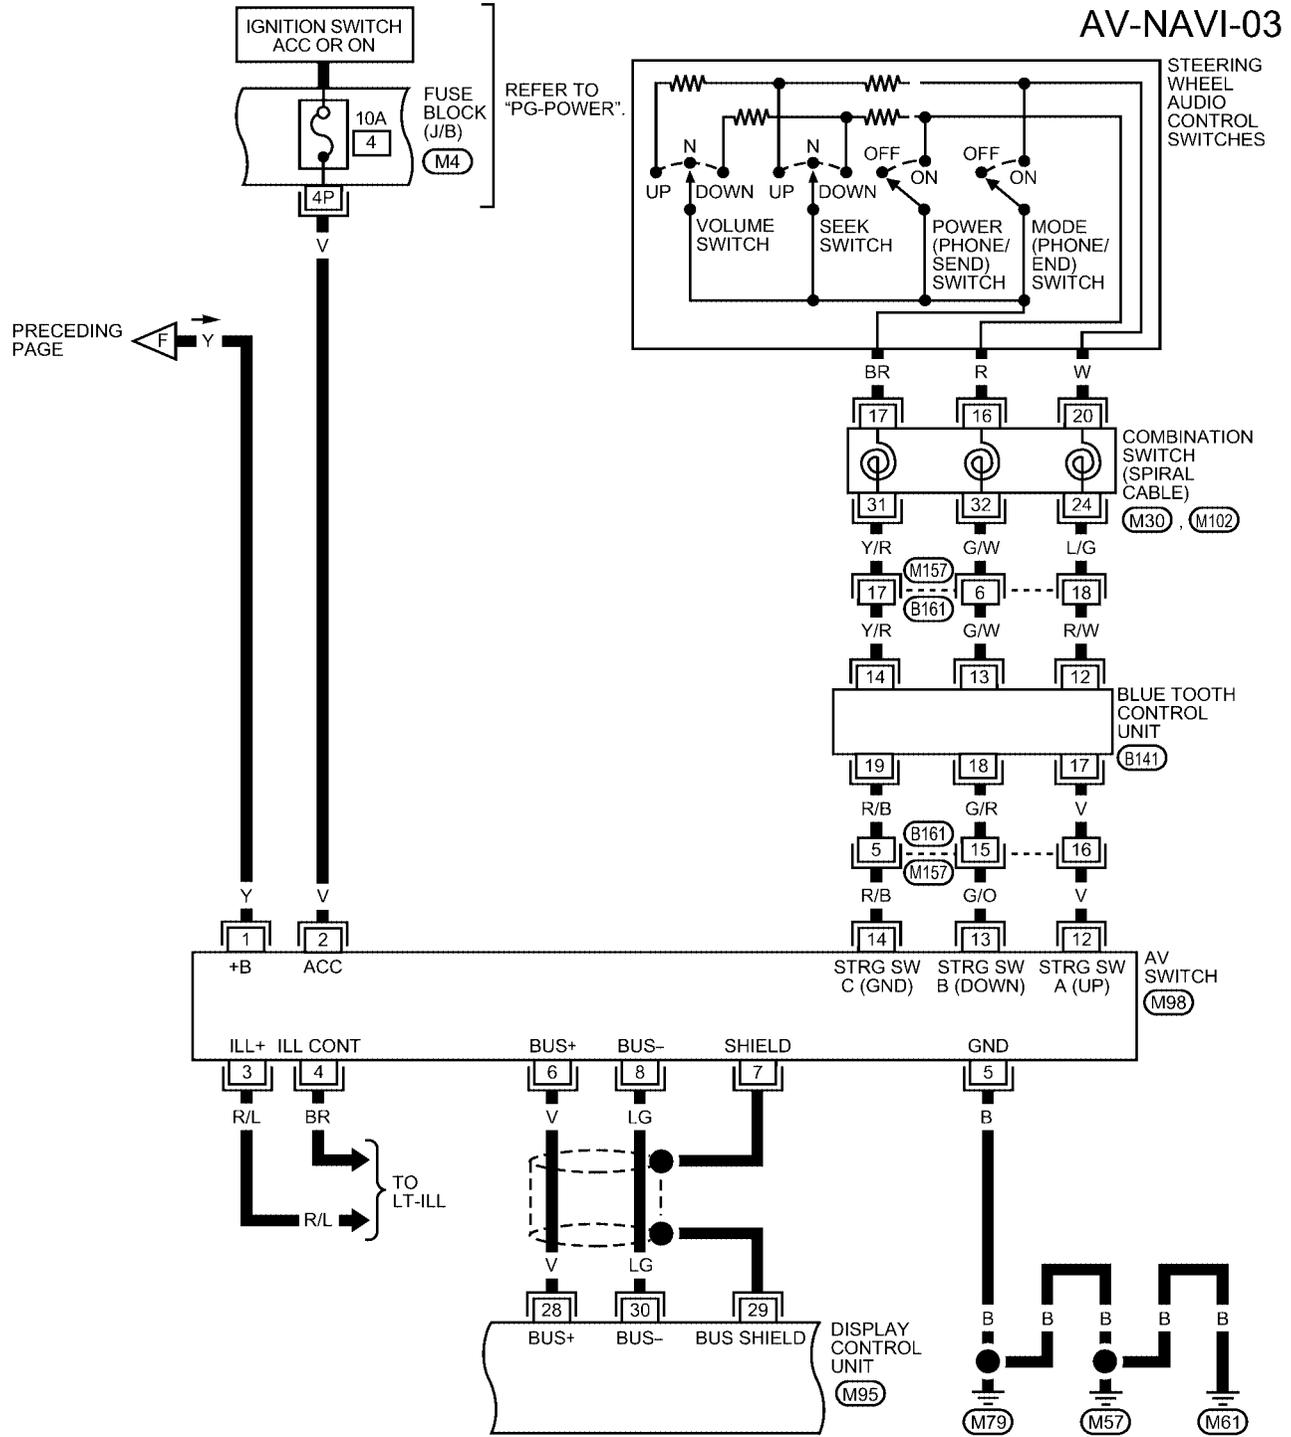 AV-NAVI-03
IGNITION SWITCH
ACC OR ON
10A
4
FUSE
BLOCK
(J/B)
M4
REFER TO
“PG-POWER”.
4P
V
STEERING
WHEEL
AUDIO
CONTROL
SWITCHES
N
UP
DOWN
VOLUME
SWITCH
N
UP
DOWN
SEEK
SWITCH
OFF
ON
POWER
(PHONE/
SEND)
SWITCH
OFF
ON
MODE
(PHONE/
END)
SWITCH
PRECEDING
PAGE
F
Y
BR R W
17 16 20
COMBINATION
SWITCH
(SPIRAL
CABLE)
M30 , M102
31 32 24
Y/R G/W L/G
M157
17 6 18
B161
Y/R G/W R/W
14 13 12
BLUE TOOTH
CONTROL
UNIT
B141
19 18 17
R/B G/R V
B161
5 15 16
M157
Y V R/B G/O V
1 2 14 13 12
+B ACC
STRG SW
C (GND)
STRG SW
B (DOWN)
STRG SW
A (UP)
AV
SWITCH
M98
ILL+ ILL CONT BUS+ BUS– SHIELD GND
3 4 6 8 7 5
R/L BR V LG B
TO
LT-ILL
R/L
V LG
28 30 29
BUS+ BUS– BUS SHIELD
DISPLAY
CONTROL
UNIT
M95
B B B B B
M79 M57 M61